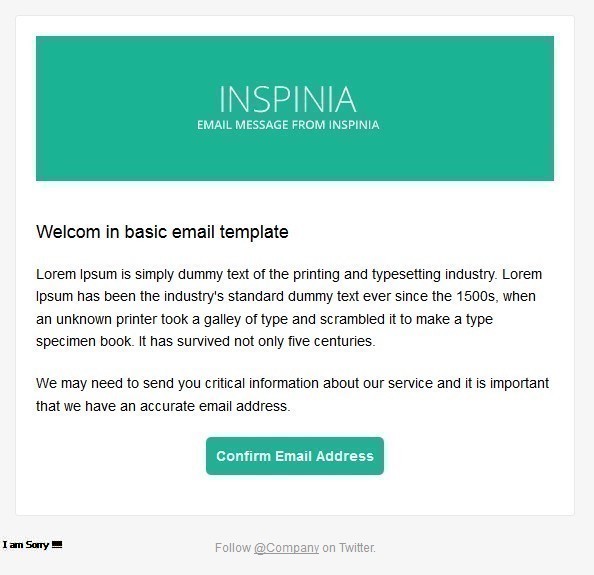 INSPINIA
EMAIL MESSAGE FROM INSPINIA
Welcom in basic email template
Lorem Ipsum is simply dummy text of the printing and typesetting industry. Lorem
Ipsum has been the industry's standard dummy text ever since the 1500s, when
an unknown printer took a galley of type and scrambled it to make a type
specimen book. It has survived not only five centuries.
We may need to send you critical information about our service and it is important
that we have an accurate email address.
Confirm Email Address
I am Sorry !!!!
Follow @Company on Twitter.